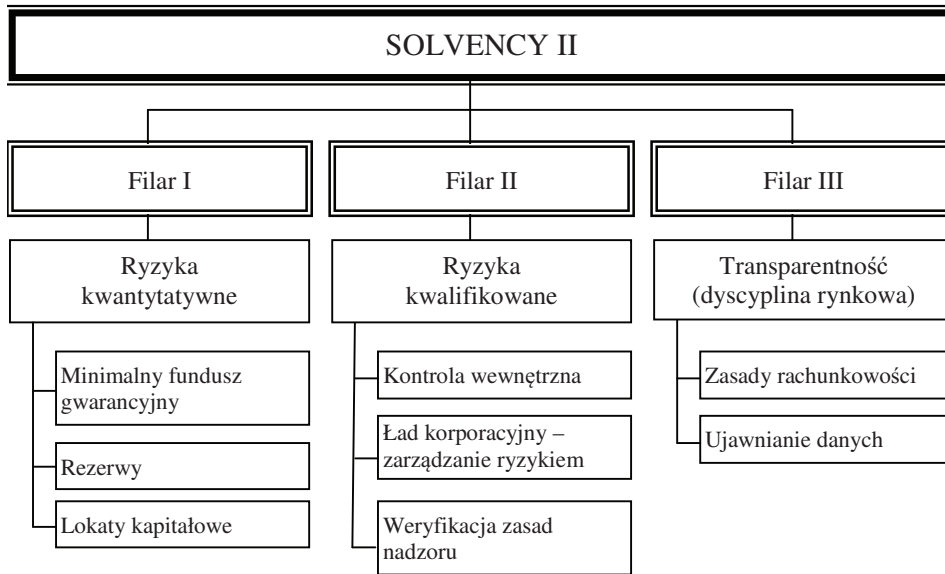 SOLVENCY II
Filar I
Filar II
Filar III
Ryzyka
kwantytatywne
Ryzyka
kwalifikowane
Transparentność
(dyscyplina rynkowa)
Minimalny fundusz
gwarancyjny
Rezerwy
Lokaty kapitałowe
Kontrola wewnętrzna
Ład korporacyjny –
zarządzanie ryzykiem
Weryfikacja zasad
nadzoru
Zasady rachunkowości
Ujawnianie danych